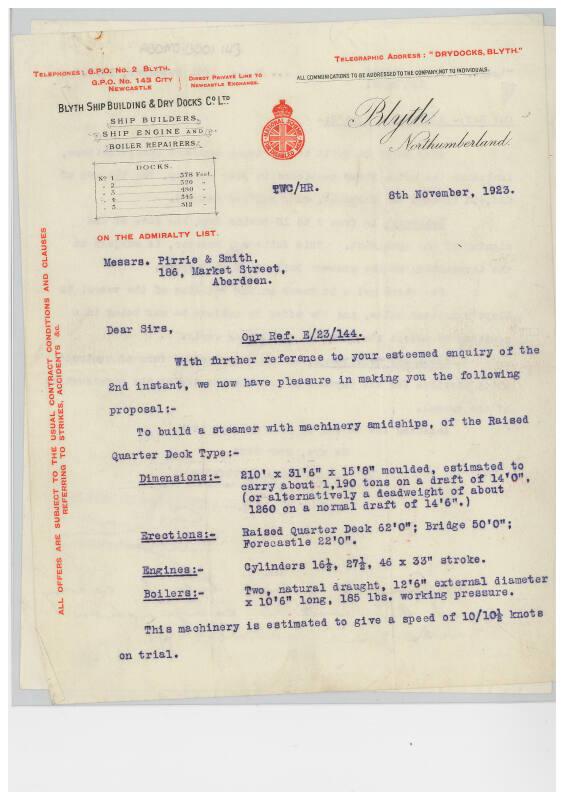 TELEPHONES: G.P.O. NO. 2 BLYTH.
G.P.O. NO. 143 CITY
NEWCASTLE
DIRECT PRIVATE LINE TO
NEWCASTLE EXCHANGE.
TELEGRAPHIC ADDRESS: "DRYDOCKS, BLYTH."
ALL COMMUNICATIONS TO BE ADDRESSED TO THE COMPANY, NOT TO INDIVIDUALS.
BLYTH SHIP BUILDING & DRY DOCKS CO LTD
SHIP BUILDERS,
SHIP ENGINE AND
BOILER REPAIRERS.
DOCKS.
No 1 378 Feet.
" 2 320 "
" 3 480 "
" 4 345 "
" 5 312 "
ON THE ADMIRALTY LIST.
Blyth,
Northumberland.
TWC/HR.
8th November, 1923.
Messrs. Pirrie & Smith,
186, Market Street,
Aberdeen.
Dear Sirs,
Our Ref. E/23/144.
With further reference to your esteemed enquiry of the
2nd instant, we now have pleasure in making you the following
proposal:-
To build a steamer with machinery amidships, of the Raised
Quarter Deck Type:-
Dimensions:- 210' x 31'6" x 15'8" moulded, estimated to
carry about 1,190 tons on a draft of 14'0",
(or alternatively a deadweight of about
1260 on a normal draft of 14'6".)
Erections:- Raised Quarter Deck 62'0"; Bridge 50'0";
Forecastle 22'0".
Engines:- Cylinders 16½, 27½, 46 x 33" stroke.
Boilers:- Two, natural draught, 12'6" external diameter
x 10'6" long, 185 lbs. working pressure.
This machinery is estimated to give a speed of 10/10½ knots
on trial.
ALL OFFERS ARE SUBJECT TO THE USUAL CONTRACT CONDITIONS AND CLAUSES
REFERRING TO STRIKES, ACCIDENTS &c.